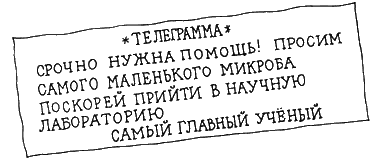 *ТЕЛЕГРАММА*
СРОЧНО НУЖНА ПОМОЩЬ! ПРОСИМ
САМОГО МАЛЕНЬКОГО МИКРОБА
ПОСКОРЕЙ ПРИЙТИ В НАУЧНУЮ
ЛАБОРАТОРИЮ
САМЫЙ ГЛАВНЫЙ УЧЁНЫЙ